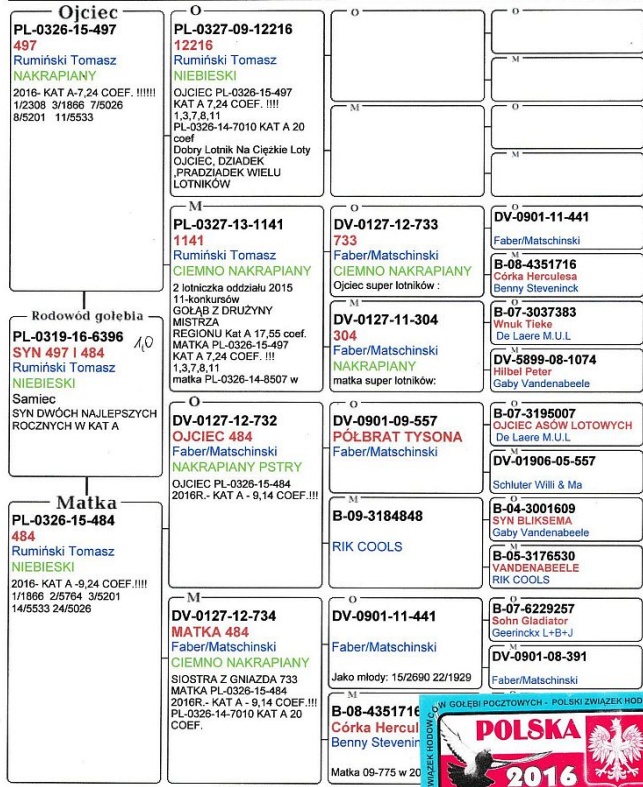 Ojciec
PL-0326-15-497
497
Rumiński Tomasz
NAKRAPIANY
2016- KAT A-7,24 COEF. !!!!!!
1/2308 3/1866 7/5026
8/5201 11/5533
Rodowód gołębia
PL-0319-16-6396 1,0
SYN 497 I 484
Rumiński Tomasz
NIEBIESKI
Samiec
SYN DWÓCH NAJLEPSZYCH
ROCZNYCH W KAT A
Matka
PL-0326-15-484
484
Rumiński Tomasz
NIEBIESKI
2016- KAT A -9,24 COEF.!!!!
1/1866 2/5764 3/5201
14/5533 24/5026
O
PL-0327-09-12216
12216
Rumiński Tomasz
NIEBIESKI
OJCIEC PL-0326-15-497
KAT A 7,24 COEF. !!!!
1,3,7,8,11
PL-0326-14-7010 KAT A 20
coef
Dobry Lotnik Na Ciężkie Loty
OJCIEC, DZIADEK
,PRADZIADEK WIELU
LOTNIKÓW
M
PL-0327-13-1141
1141
Rumiński Tomasz
CIEMNO NAKRAPIANY
2 lotniczka oddziału 2015
11-konkursów
GOŁĄB Z DRUŻYNY
MISTRZA
REGIONU Kat A 17,55 coef.
MATKA PL-0326-15-497
KAT A 7,24 COEF. !!!
1,3,7,8,11
matka PL-0326-14-8507 w
O
DV-0127-12-732
OJCIEC 484
Faber/Matschinski
NAKRAPIANY PSTRY
OJCIEC PL-0326-15-484
2016R.- KAT A - 9,14 COEF.!!!
M
DV-0127-12-734
MATKA 484
Faber/Matschinski
CIEMNO NAKRAPIANY
SIOSTRA Z GNIAZDA 733
MATKA PL-0326-15-484
2016R.- KAT A - 9,14 COEF.!!!
PL-0326-14-7010 KAT A 20
COEF.
O
M
O
DV-0127-12-733
733
Faber/Matschinski
CIEMNO NAKRAPIANY
Ojciec super lotników :
M
DV-0127-11-304
304
Faber/Matschinski
NAKRAPIANY
matka super lotników:
O
DV-0901-09-557
PÓŁBRAT TYSONA
Faber/Matschinski
M
B-09-3184848
RIK COOLS
O
DV-0901-11-441
Faber/Matschinski
Jako młody: 15/2690 22/1929
M
B-08-4351716
Córka Hercul
Benny Stevenin
Matka 09-775 w 20
O
M
O
M
O
DV-0901-11-441
Faber/Matschinski
M
B-08-4351716
Córka Herculesa
Benny Steveninck
O
B-07-3037383
Wnuk Tieke
De Laere M.U.L
M
DV-5899-08-1074
Hilbel Peter
Gaby Vandenabeele
O
B-07-3195007
OJCIEC ASÓW LOTOWYCH
De Laere M.U.L
M
DV-01906-05-557
Schluter Willi & Ma
O
B-04-3001609
SYN BLIKSEMA
Gaby Vandenabeele
M
B-05-3176530
VANDENABEELE
RIK COOLS
O
B-07-6229257
Sohn Gladiator
Geerinckx L+B+J
M
DV-0901-08-391
Faber/Matschinski
W GOŁĘBI POCZTOWYCH - POLSKI ZWIĄZEK HOD
POLSKA
2016